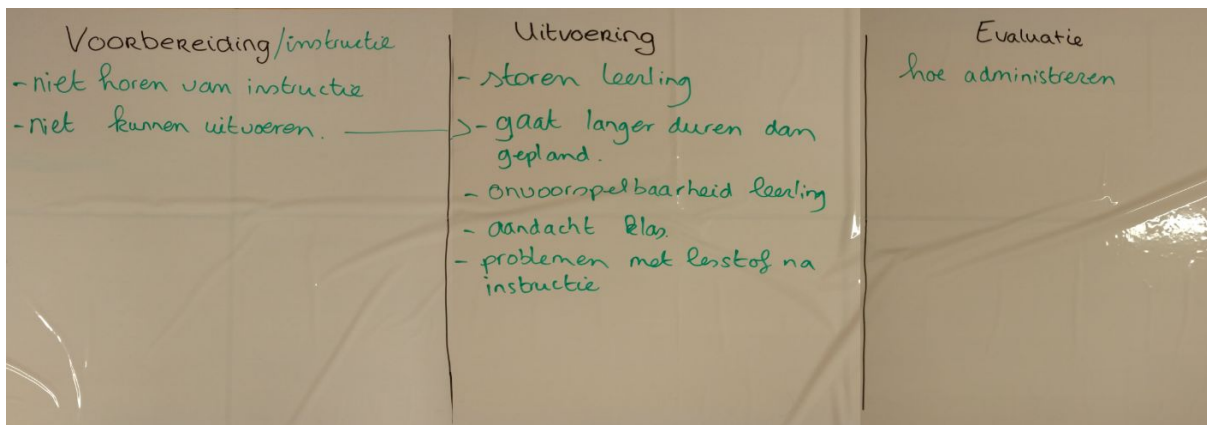 Voorbereiding/instructie
- niet horen van instructie
- niet kunnen uitvoeren.
Uitvoering
- storen leerling
- gaat langer duren dan
gepland.
- onvoorspelbaarheid leerling
- aandacht klas.
- problemen met lesstof na
instructie
Evaluatie
hoe administreren